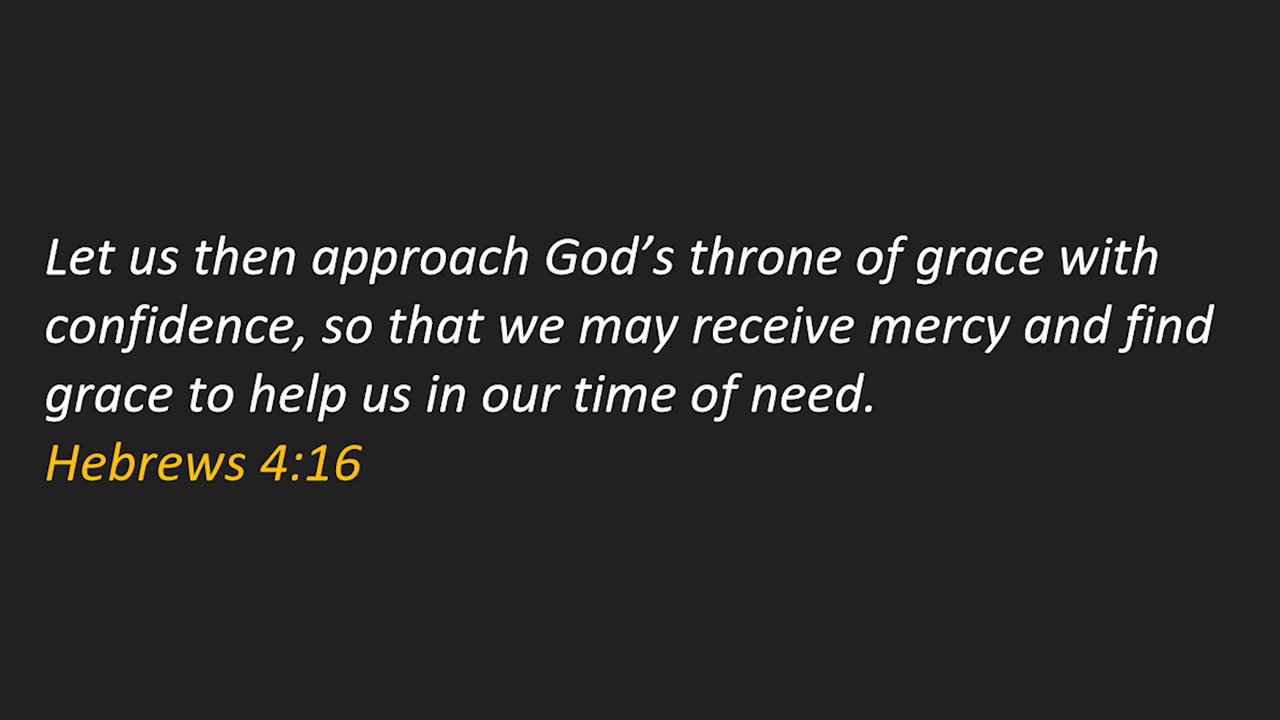 Let us then approach God’s throne of grace with
confidence, so that we may receive mercy and find
grace to help us in our time of need.
Hebrews 4:16